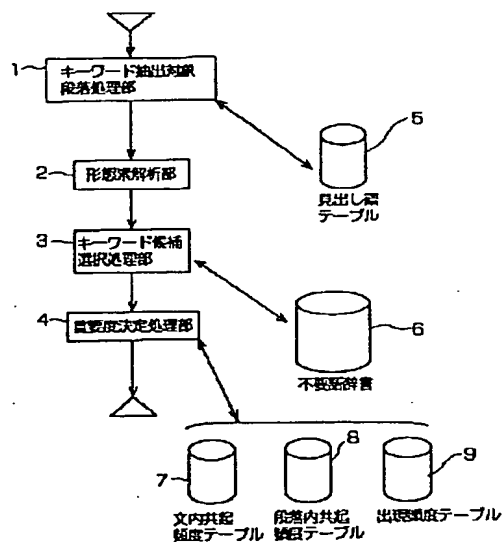 1
キーワード抽出対象
段落処理部
5
見出し語
テーブル
2
形態素解析部
3
キーワード候補
選択処理部
4
重要度決定処理部
6
不要語辞書
7
文内共起
頻度テーブル
8
段落内共起
頻度テーブル
9
出現頻度テーブル